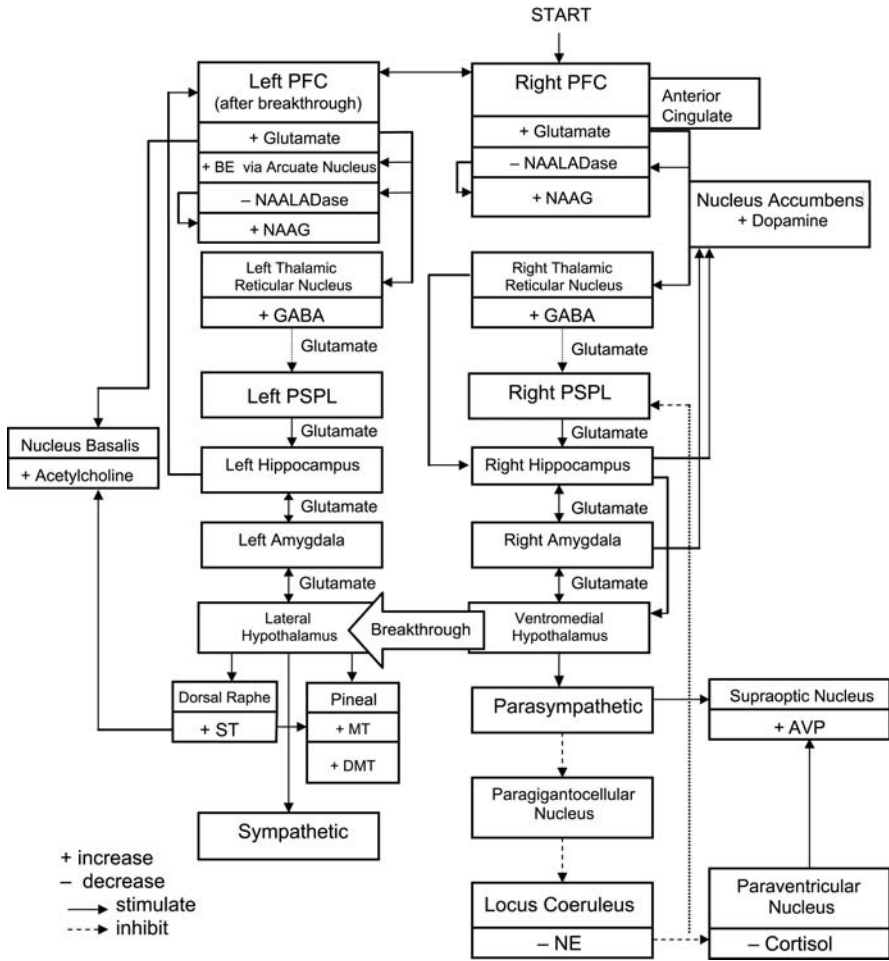 START
Left PFC
(after breakthrough)
+ Glutamate
+ BE via Arcuate Nucleus
– NAALADase
+ NAAG
Right PFC
+ Glutamate
– NAALADase
+ NAAG
Anterior
Cingulate
Nucleus Accumbens
+ Dopamine
Left Thalamic
Reticular Nucleus
+ GABA
Glutamate
Right Thalamic
Reticular Nucleus
+ GABA
Glutamate
Left PSPL
Glutamate
Right PSPL
Glutamate
Nucleus Basalis
+ Acetylcholine
Left Hippocampus
Glutamate
Right Hippocampus
Glutamate
Left Amygdala
Glutamate
Right Amygdala
Glutamate
Lateral
Hypothalamus
Breakthrough
Ventromedial
Hypothalamus
Dorsal Raphe
+ ST
Pineal
+ MT
+ DMT
Parasympathetic
Supraoptic Nucleus
+ AVP
Sympathetic
Paragigantocellular
Nucleus
Locus Coeruleus
– NE
Paraventricular
Nucleus
– Cortisol
+ increase
– decrease
stimulate
inhibit